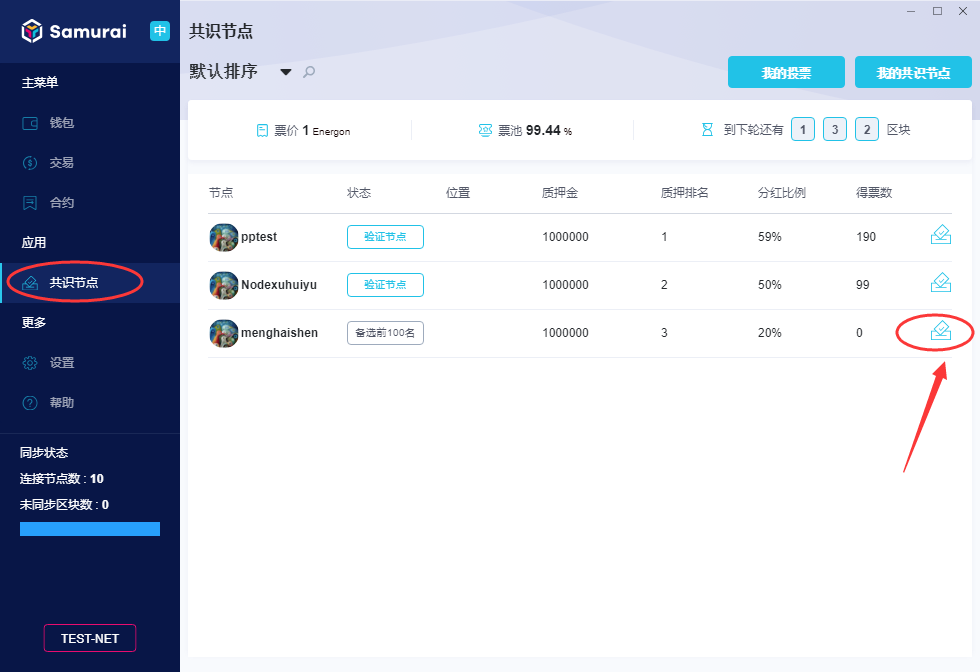 Samurai
中
主菜单
钱包
交易
合约
应用
共识节点
更多
设置
帮助
同步状态
连接节点数 : 10
未同步区块数 : 0
TEST-NET
共识节点
默认排序
我的投票
我的共识节点
票价 1 Energon
票池 99.44 %
到下轮还有 1 3 2 区块
节点 状态 位置 质押金 质押排名 分红比例 得票数
pptest 验证节点 1000000 1 59% 190
Nodexuhuiyu 验证节点 1000000 2 50% 99
menghaishen 备选前100名 1000000 3 20% 0